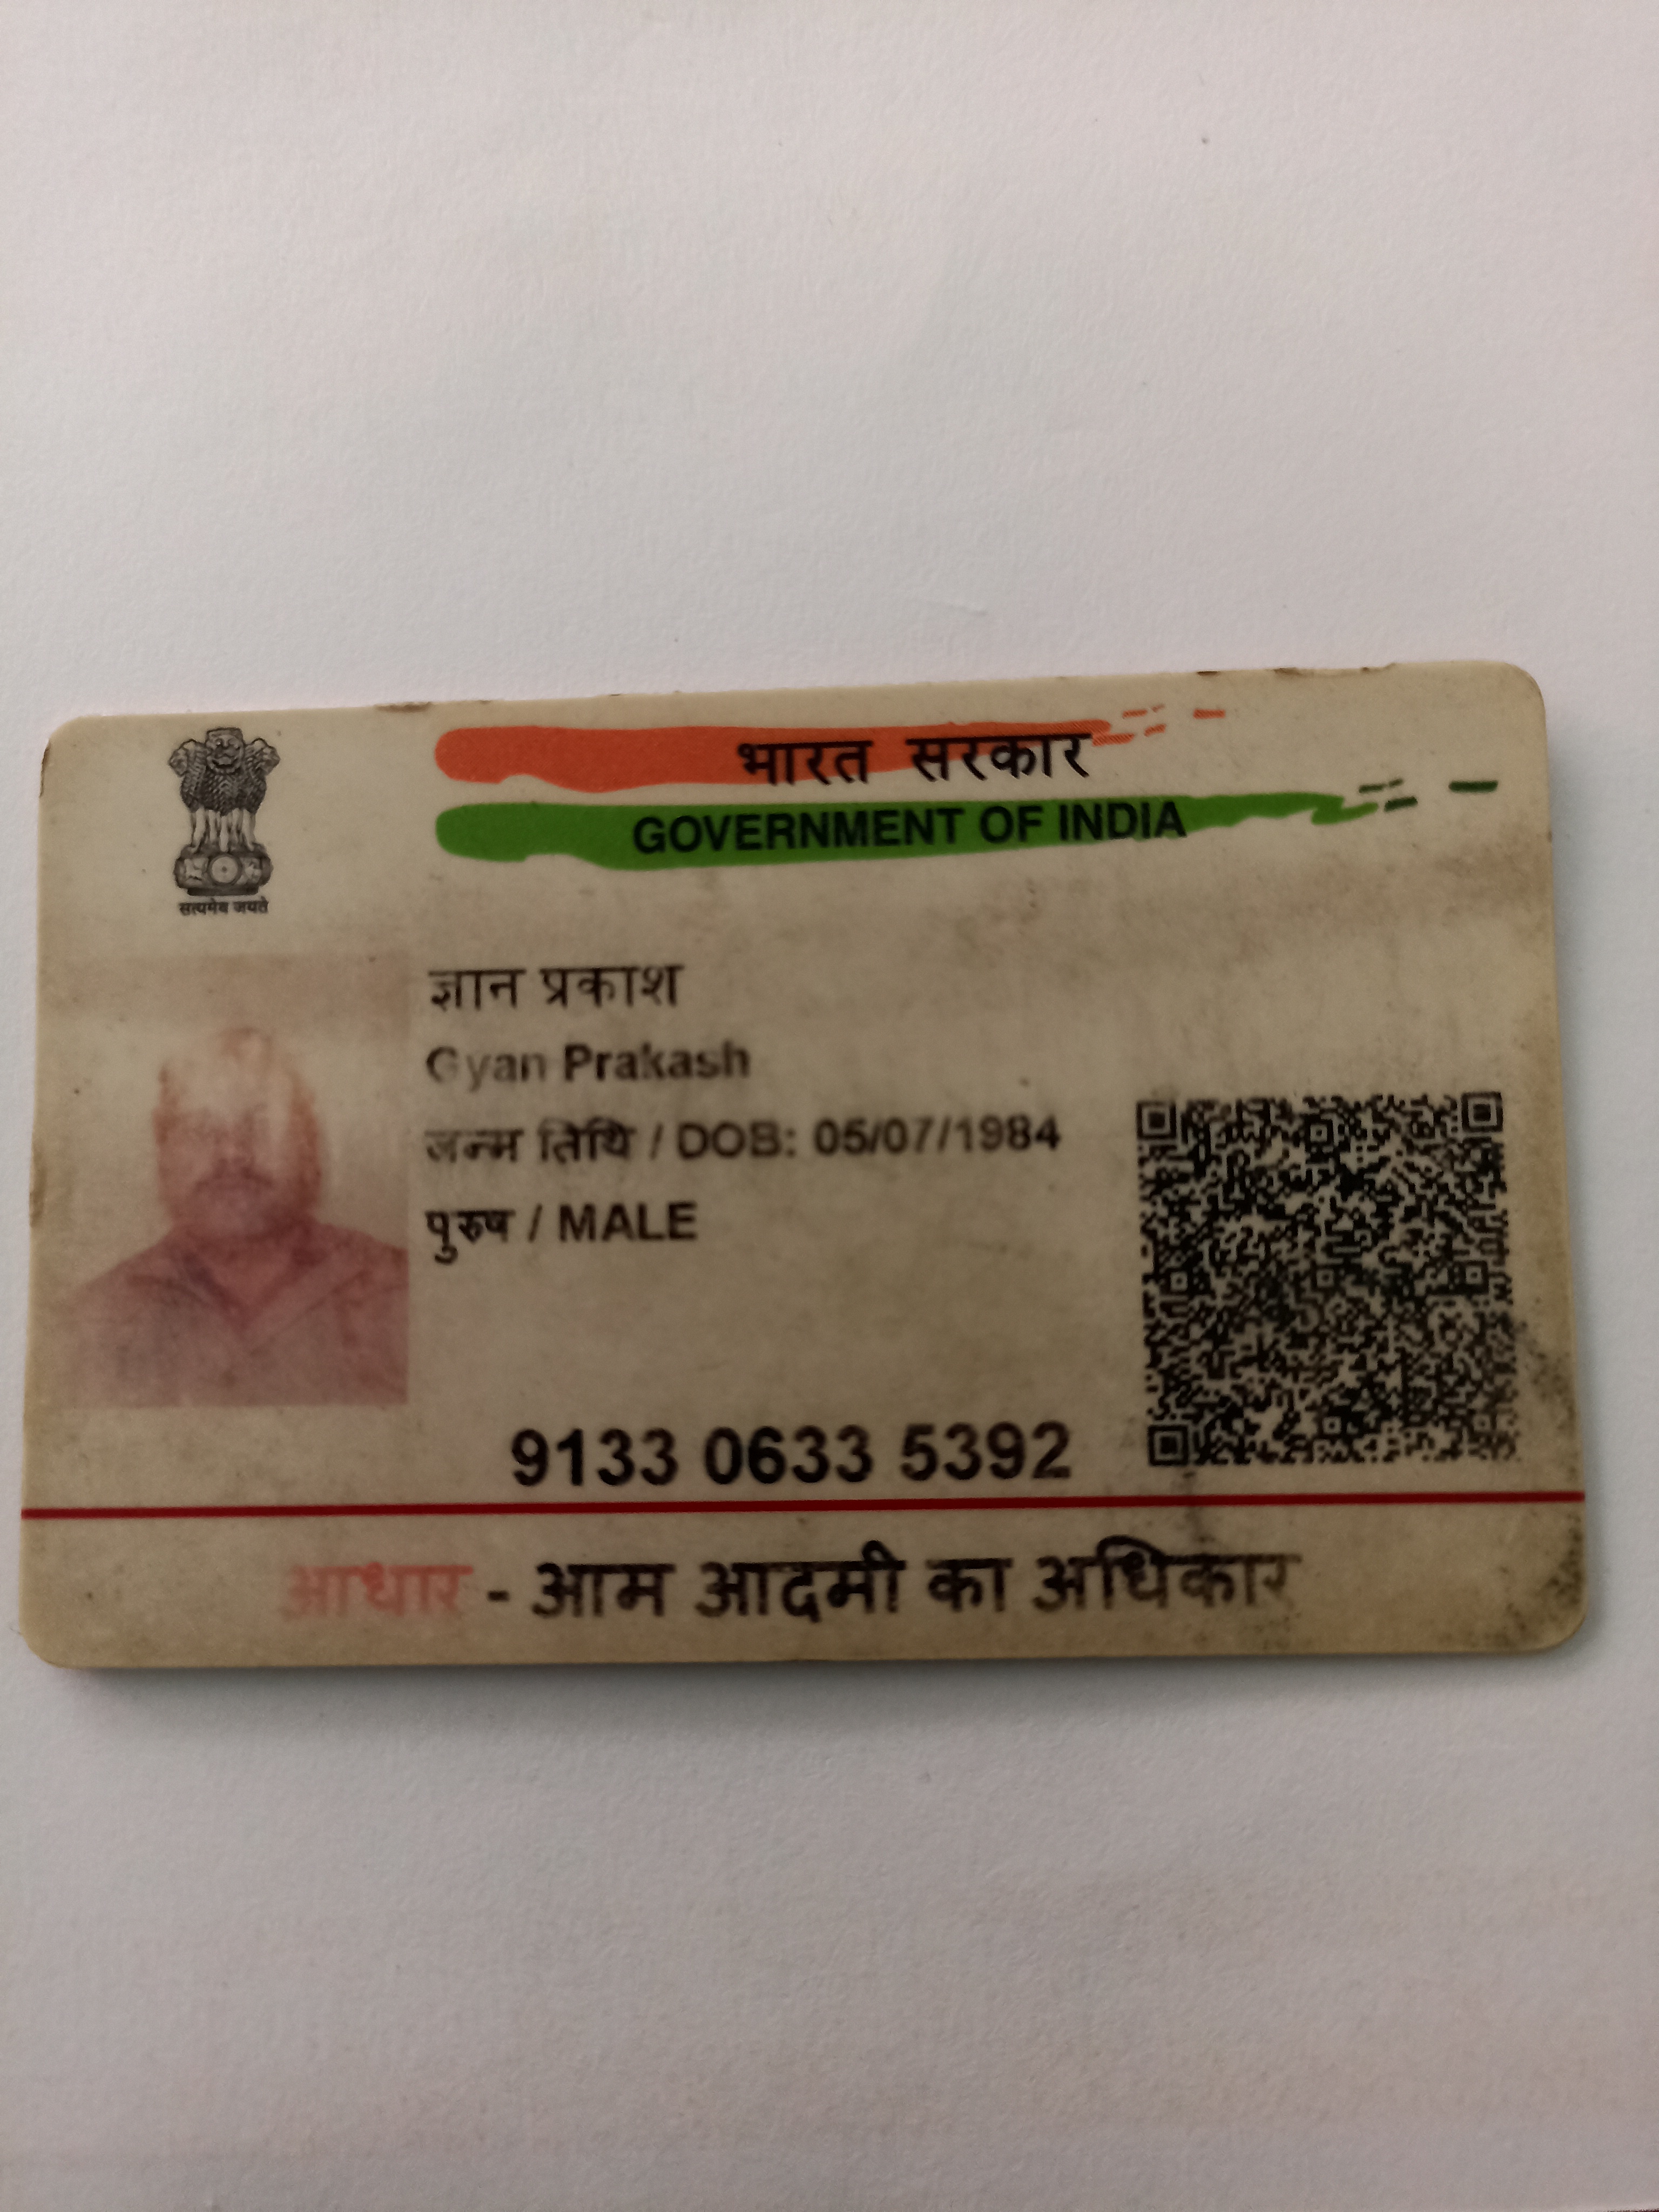 भारत सरकार
GOVERNMENT OF INDIA
सत्यमेव जयते
ज्ञान प्रकाश
Gyan Prakash
जन्म तिथि / DOB: 05/07/1984
पुरुष / MALE
9133 0633 5392
आधार - आम आदमी का अधिकार